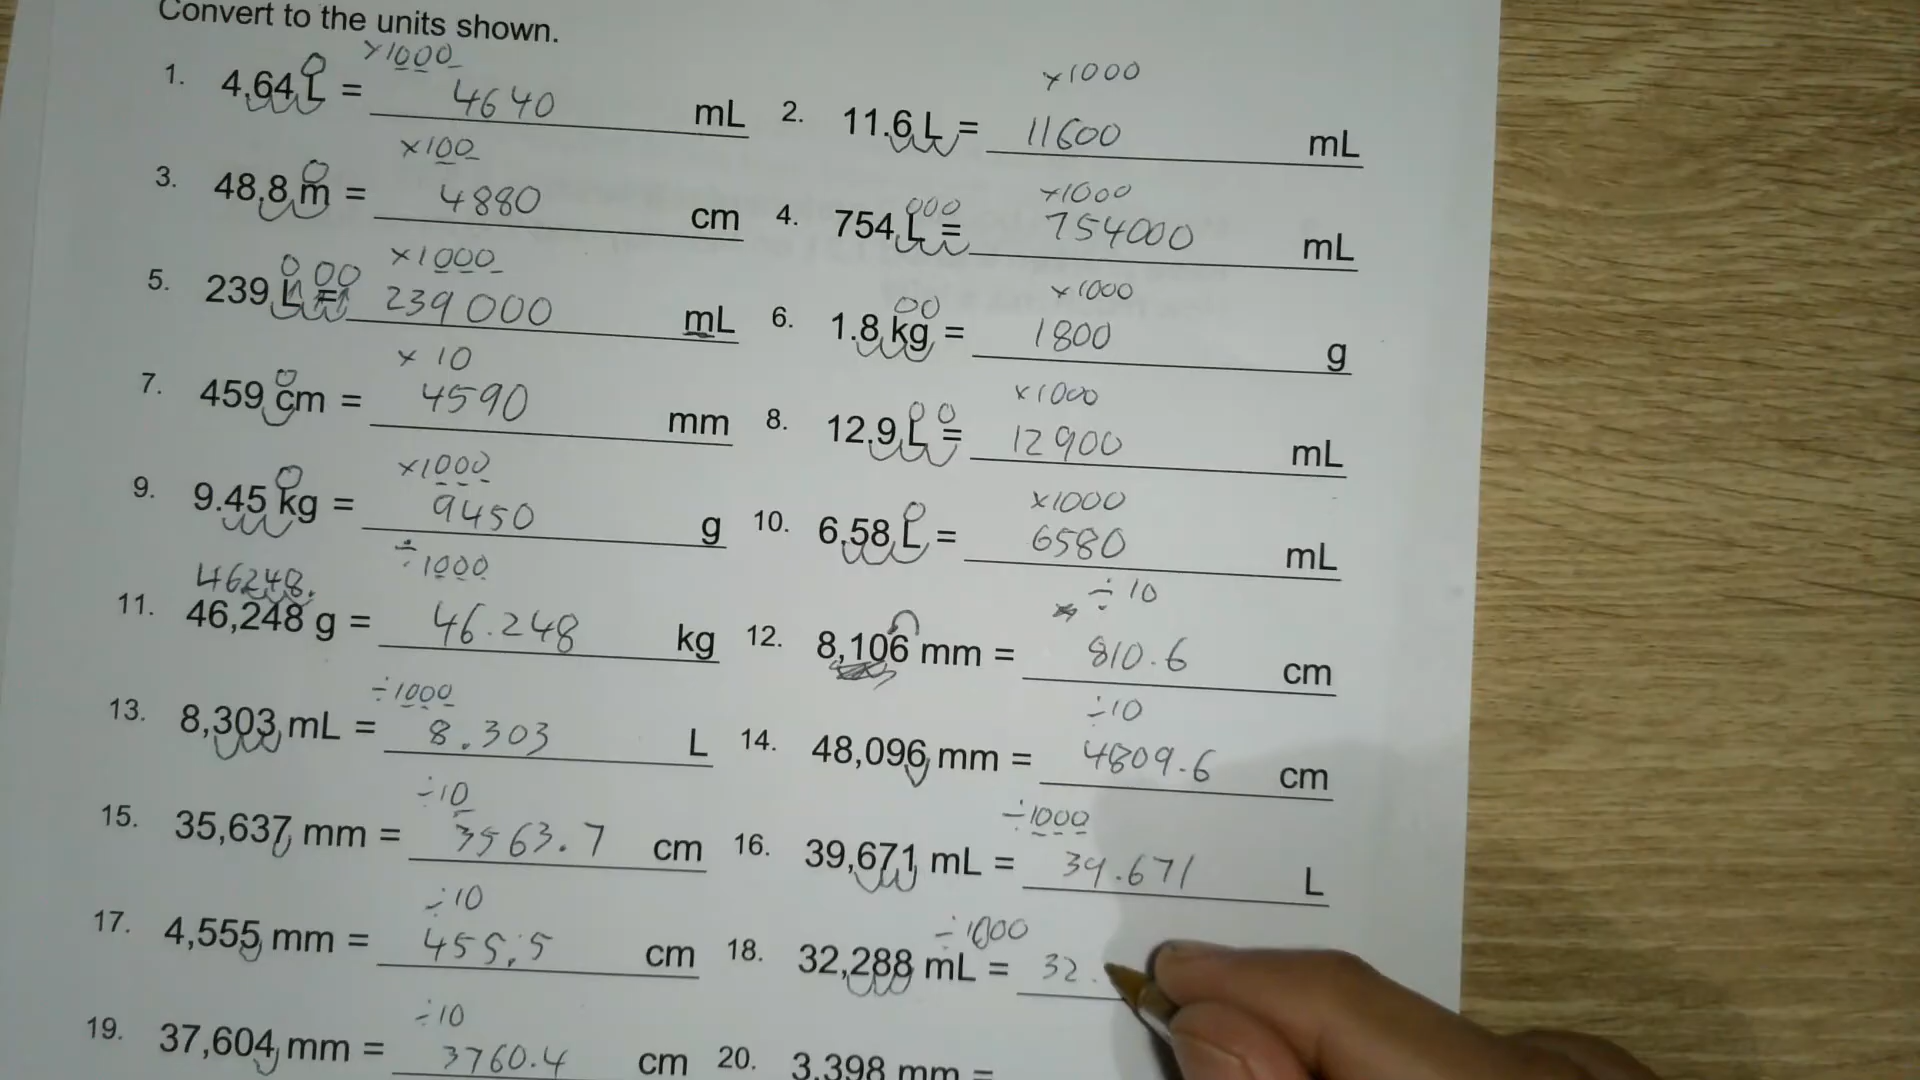 Convert to the units shown.
×1000
1. 4.64 L = 4640 mL
×1000
2. 11.6 L = 11600 mL
×100
3. 48.8 m = 4880 cm
×1000
4. 754 L = 754000 mL
×1000
5. 239 L = 239000 mL
×1000
6. 1.8 kg = 1800 g
×10
7. 459 cm = 4590 mm
×1000
8. 12.9 L = 12900 mL
×1000
9. 9.45 kg = 9450 g
×1000
10. 6.58 L = 6580 mL
46248. ÷1000
11. 46,248 g = 46.248 kg
÷10
12. 8,106 mm = 810.6 cm
÷1000
13. 8,303 mL = 8.303 L
÷10
14. 48,096 mm = 4809.6 cm
÷10
15. 35,637 mm = 3563.7 cm
÷1000
16. 39,671 mL = 39.671 L
÷10
17. 4,555 mm = 455.5 cm
÷1000
18. 32,288 mL = 32.
÷10
19. 37,604 mm = 3760.4 cm
20. 3,398 mm =